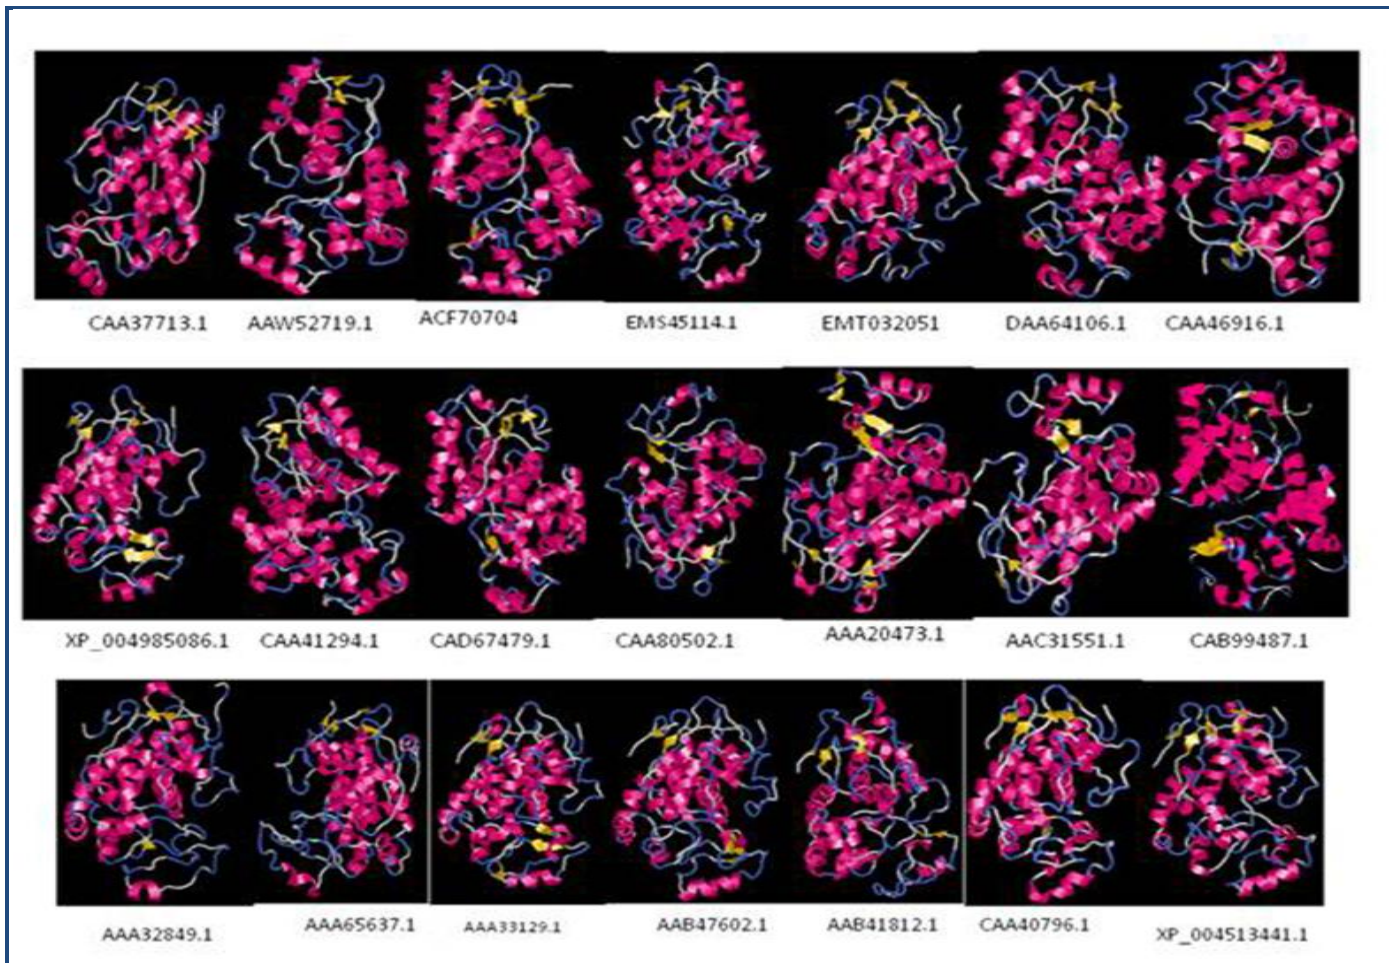 CAA37713.1 AAW52719.1 ACF70704 EMS45114.1 EMT032051 DAA64106.1 CAA46916.1
XP_004985086.1 CAA41294.1 CAD67479.1 CAA80502.1 AAA20473.1 AAC31551.1 CAB99487.1
AAA32849.1 AAA65637.1 AAA33129.1 AAB47602.1 AAB41812.1 CAA40796.1 XP_004513441.1